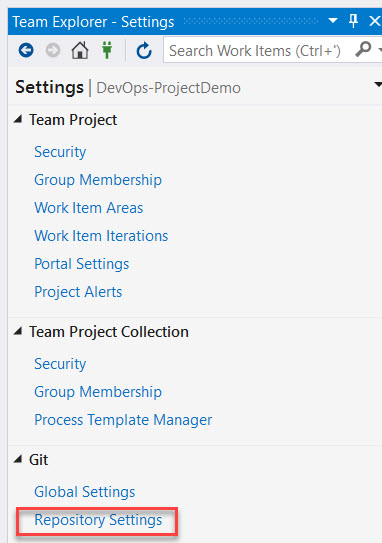 Team Explorer - Settings
Search Work Items (Ctrl+')
Settings | DevOps-ProjectDemo
Team Project
Security
Group Membership
Work Item Areas
Work Item Iterations
Portal Settings
Project Alerts
Team Project Collection
Security
Group Membership
Process Template Manager
Git
Global Settings
Repository Settings